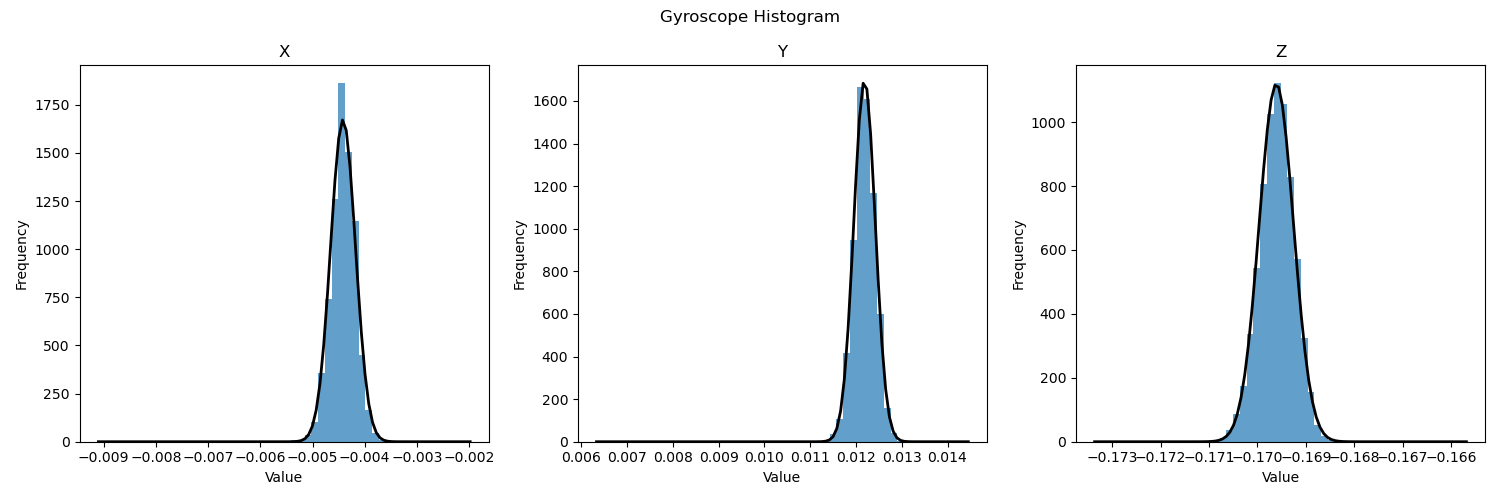 Gyroscope Histogram
X
Frequency
1750
1500
1250
1000
750
500
250
0
−0.009 −0.008 −0.007 −0.006 −0.005 −0.004 −0.003 −0.002
Value
Y
Frequency
1600
1400
1200
1000
800
600
400
200
0
0.006 0.007 0.008 0.009 0.010 0.011 0.012 0.013 0.014
Value
Z
Frequency
1000
800
600
400
200
0
−0.173 −0.172 −0.171 −0.170 −0.169 −0.168 −0.167 −0.166
Value